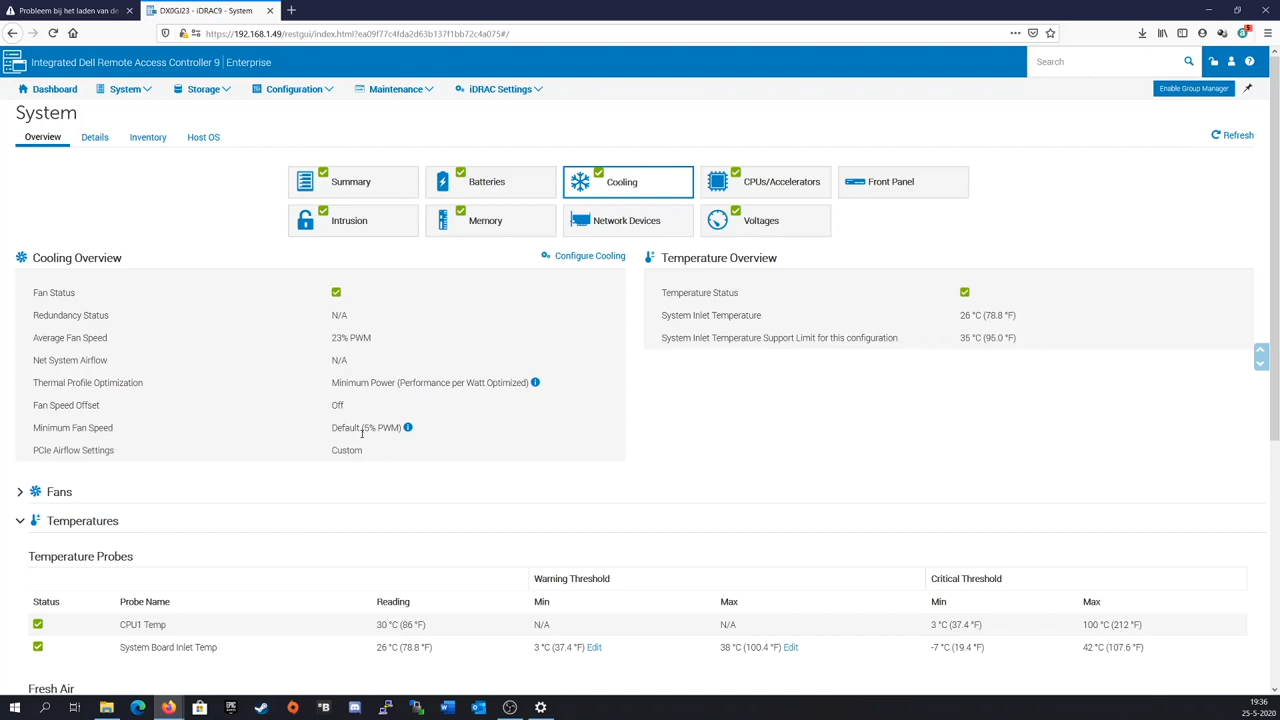 Probleem bij het laden van de
DX0GJ23 - iDRAC9 - System
https://192.168.1.49/restgui/index.html?ea09f77c4fda2d63b137f1bb72c4a075#/
Integrated Dell Remote Access Controller 9 | Enterprise
Search
Dashboard
System
Storage
Configuration
Maintenance
iDRAC Settings
Enable Group Manager
System
Overview
Details
Inventory
Host OS
Refresh
Summary
Batteries
Cooling
CPUs/Accelerators
Front Panel
Intrusion
Memory
Network Devices
Voltages
Cooling Overview
Configure Cooling
Fan Status
Redundancy Status N/A
Average Fan Speed 23% PWM
Net System Airflow N/A
Thermal Profile Optimization Minimum Power (Performance per Watt Optimized)
Fan Speed Offset Off
Minimum Fan Speed Default (5% PWM)
PCIe Airflow Settings Custom
Temperature Overview
Temperature Status
System Inlet Temperature 26 °C (78.8 °F)
System Inlet Temperature Support Limit for this configuration 35 °C (95.0 °F)
Fans
Temperatures
Temperature Probes
Warning Threshold Critical Threshold
Status Probe Name Reading Min Max Min Max
CPU1 Temp 30 °C (86 °F) N/A N/A 3 °C (37.4 °F) 100 °C (212 °F)
System Board Inlet Temp 26 °C (78.8 °F) 3 °C (37.4 °F) Edit 38 °C (100.4 °F) Edit -7 °C (19.4 °F) 42 °C (107.6 °F)
Fresh Air
19:36
25-5-2020